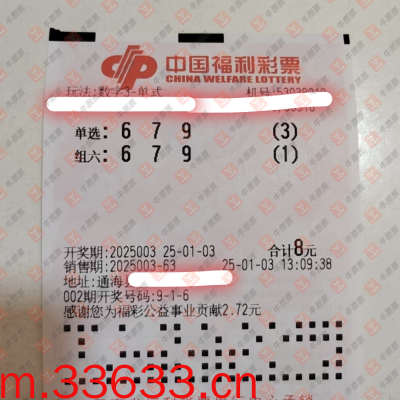 中国福利彩票
CHINA WELFARE LOTTERY
单选: 6 7 9 (3)
组六: 6 7 9 (1)
开奖期:2025003 25-01-03 合计8元
销售期:2025003-63 25-01-03 13:09:38
地址:通海
002期开奖号码:9-1-6
感谢您为福彩公益事业贡献2.72元
m.33633.cn